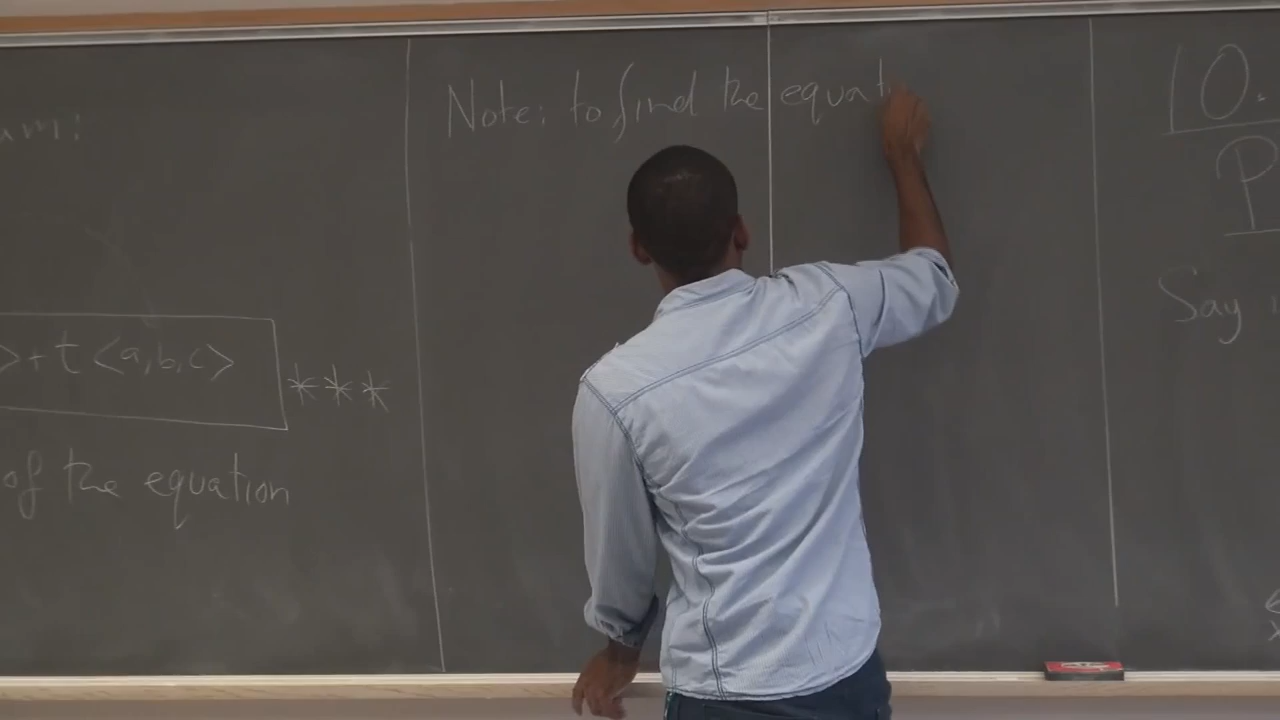 > + t <a,b,c>
***
of the equation
Note: to find the equati
10.
P
Say